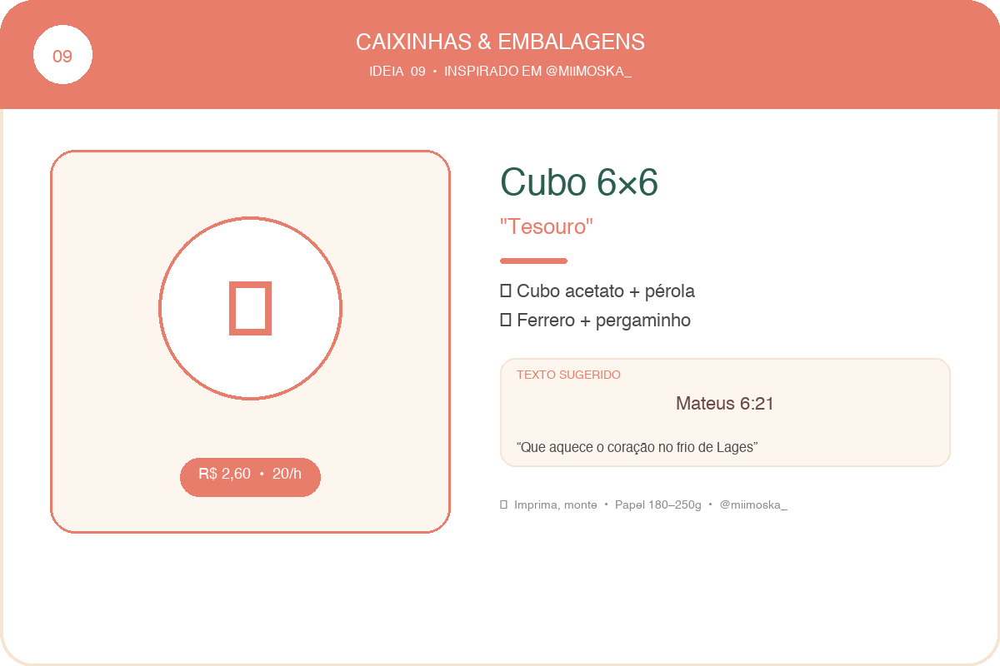 09
CAIXINHAS & EMBALAGENS
IDEIA 09 • INSPIRADO EM @MIIMOSKA_
R$ 2,60 • 20/h
Cubo 6×6
"Tesouro"
Cubo acetato + pérola
Ferrero + pergaminho
TEXTO SUGERIDO
Mateus 6:21
“Que aquece o coração no frio de Lages”
Imprima, monte • Papel 180–250g • @miimoska_